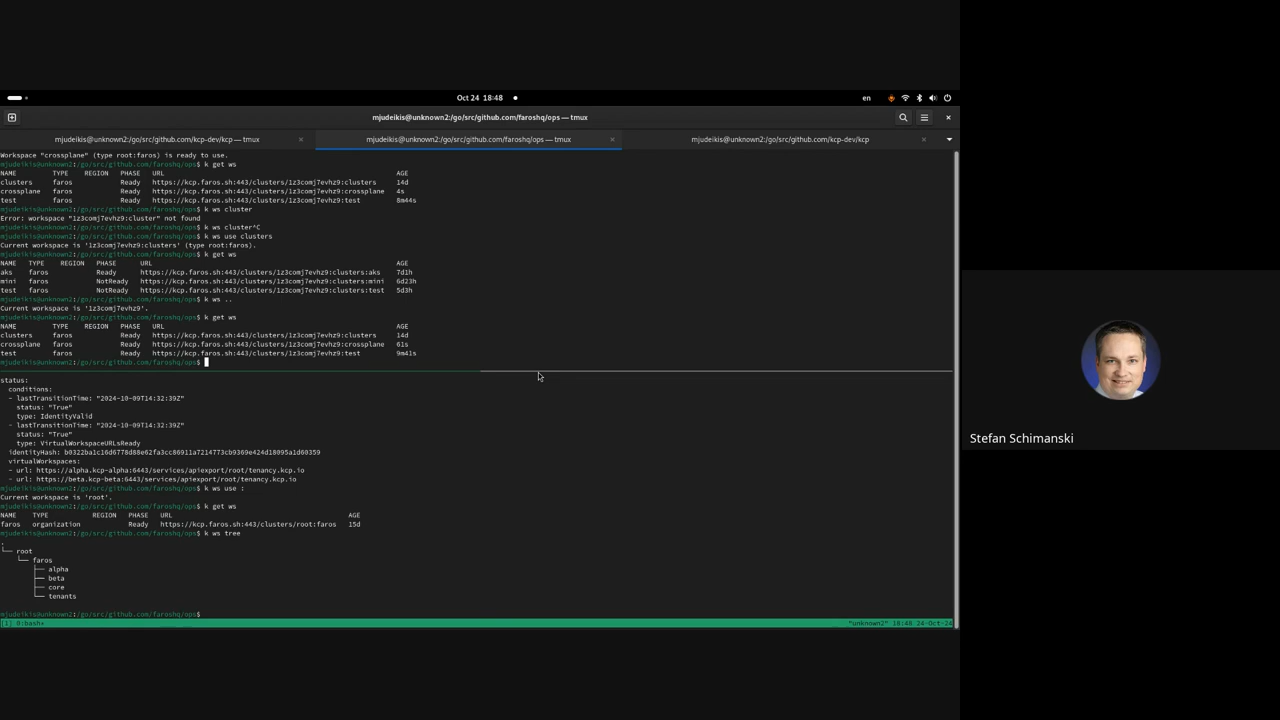 Oct 24 18:48
en
mjudeikis@unknown2:/go/src/github.com/faroshq/ops — tmux
mjudeikis@unknown2:/go/src/github.com/kcp-dev/kcp — tmux
mjudeikis@unknown2:/go/src/github.com/faroshq/ops — tmux
mjudeikis@unknown2:/go/src/github.com/kcp-dev/kcp
Workspace "crossplane" (type root:faros) is ready to use.
mjudeikis@unknown2:/go/src/github.com/faroshq/ops$ k get ws
NAME TYPE REGION PHASE URL AGE
clusters faros Ready https://kcp.faros.sh:443/clusters/1z3comj7evhz9:clusters 14d
crossplane faros Ready https://kcp.faros.sh:443/clusters/1z3comj7evhz9:crossplane 4s
test faros Ready https://kcp.faros.sh:443/clusters/1z3comj7evhz9:test 8m44s
mjudeikis@unknown2:/go/src/github.com/faroshq/ops$ k ws cluster
Error: workspace "1z3comj7evhz9:cluster" not found
mjudeikis@unknown2:/go/src/github.com/faroshq/ops$ k ws cluster^C
mjudeikis@unknown2:/go/src/github.com/faroshq/ops$ k ws use clusters
Current workspace is '1z3comj7evhz9:clusters' (type root:faros).
mjudeikis@unknown2:/go/src/github.com/faroshq/ops$ k get ws
NAME TYPE REGION PHASE URL AGE
aks faros Ready https://kcp.faros.sh:443/clusters/1z3comj7evhz9:clusters:aks 7d1h
mini faros NotReady https://kcp.faros.sh:443/clusters/1z3comj7evhz9:clusters:mini 6d23h
test faros NotReady https://kcp.faros.sh:443/clusters/1z3comj7evhz9:clusters:test 5d3h
mjudeikis@unknown2:/go/src/github.com/faroshq/ops$ k ws ..
Current workspace is '1z3comj7evhz9'.
mjudeikis@unknown2:/go/src/github.com/faroshq/ops$ k get ws
NAME TYPE REGION PHASE URL AGE
clusters faros Ready https://kcp.faros.sh:443/clusters/1z3comj7evhz9:clusters 14d
crossplane faros Ready https://kcp.faros.sh:443/clusters/1z3comj7evhz9:crossplane 61s
test faros Ready https://kcp.faros.sh:443/clusters/1z3comj7evhz9:test 9m41s
mjudeikis@unknown2:/go/src/github.com/faroshq/ops$
status:
conditions:
- lastTransitionTime: "2024-10-09T14:32:39Z"
status: "True"
type: IdentityValid
- lastTransitionTime: "2024-10-09T14:32:39Z"
status: "True"
type: VirtualWorkspaceURLsReady
identityHash: b0322ba1c16d6778d88e62fa3cc86911a7214773cb369c424d18095a1d60359
virtualWorkspaces:
- url: https://alpha.kcp-alpha:6443/services/apiexport/root/tenancy.kcp.io
- url: https://beta.kcp-beta:6443/services/apiexport/root/tenancy.kcp.io
mjudeikis@unknown2:/go/src/github.com/faroshq/ops$ k ws use :
Current workspace is 'root'.
mjudeikis@unknown2:/go/src/github.com/faroshq/ops$ k get ws
NAME TYPE REGION PHASE URL AGE
faros organization Ready https://kcp.faros.sh:443/clusters/root:faros 15d
mjudeikis@unknown2:/go/src/github.com/faroshq/ops$ k ws tree
.
└── root
└── faros
├── alpha
├── beta
├── core
└── tenants
mjudeikis@unknown2:/go/src/github.com/faroshq/ops$
[1] 0:bash* "unknown2" 18:48 24-Oct-24
Stefan Schimanski